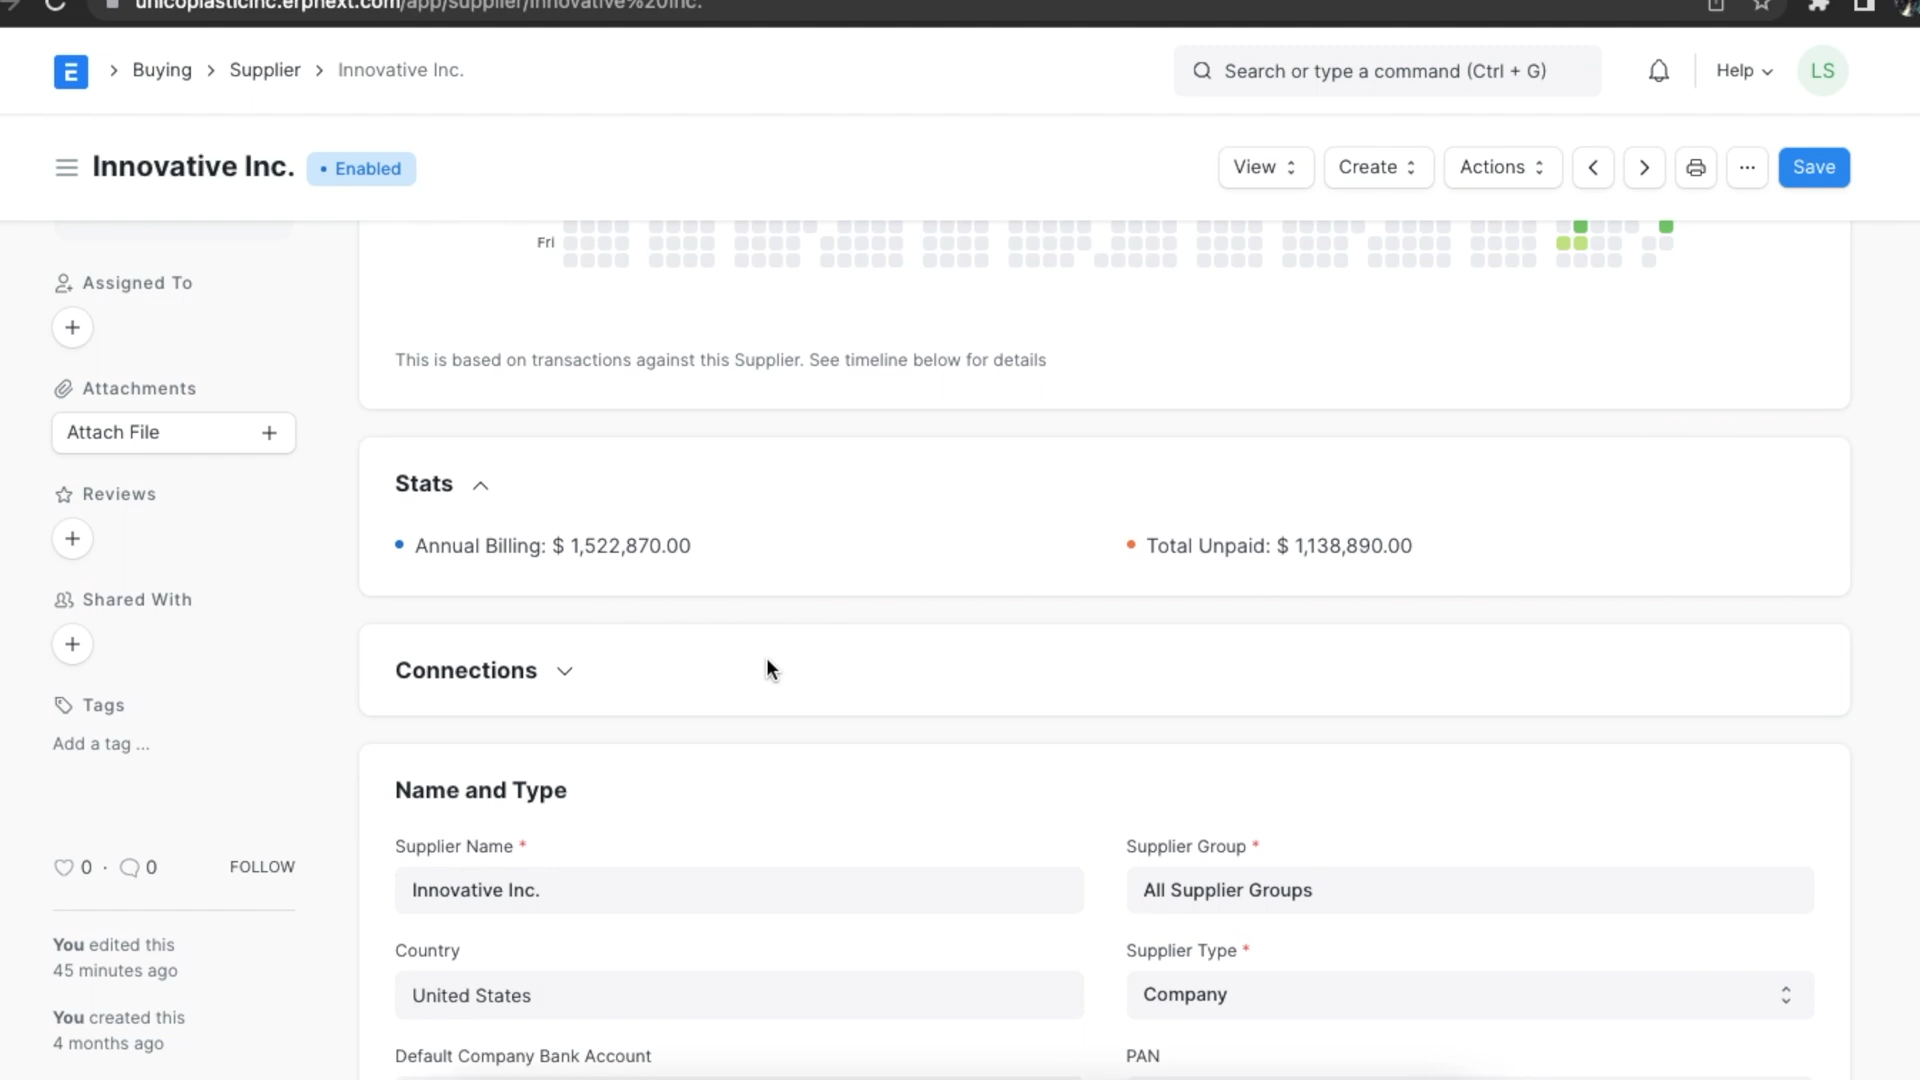 unicoplasticinc.erpnext.com/app/supplier/Innovative%20Inc.
E
Buying
Supplier
Innovative Inc.
Search or type a command (Ctrl + G)
Help
LS
Innovative Inc.
• Enabled
View
Create
Actions
...
Save
Fri
Assigned To
+
Attachments
Attach File +
Reviews
+
Shared With
+
Tags
Add a tag ...
0 · 0 FOLLOW
You edited this
45 minutes ago
You created this
4 months ago
This is based on transactions against this Supplier. See timeline below for details
Stats
Annual Billing: $ 1,522,870.00
Total Unpaid: $ 1,138,890.00
Connections
Name and Type
Supplier Name *
Innovative Inc.
Supplier Group *
All Supplier Groups
Country
United States
Supplier Type *
Company
Default Company Bank Account
PAN